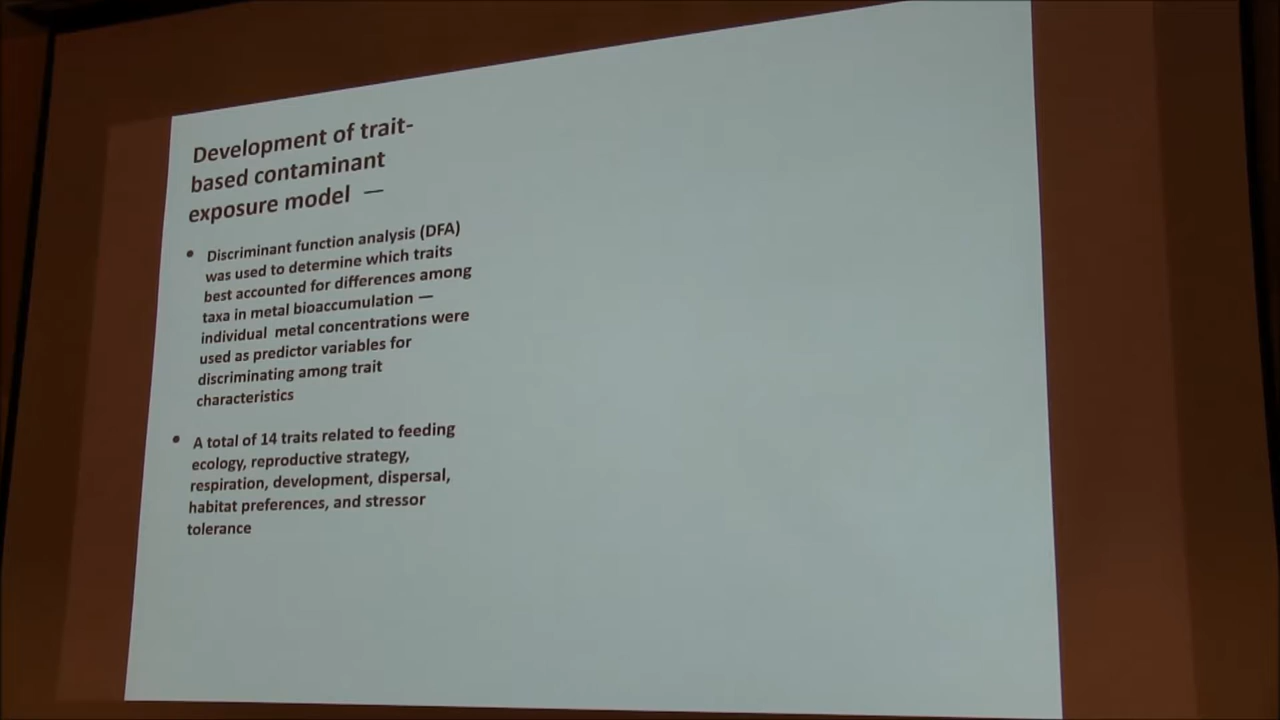 Development of trait-
based contaminant
exposure model —
• Discriminant function analysis (DFA)
was used to determine which traits
best accounted for differences among
taxa in metal bioaccumulation —
individual metal concentrations were
used as predictor variables for
discriminating among trait
characteristics
• A total of 14 traits related to feeding
ecology, reproductive strategy,
respiration, development, dispersal,
habitat preferences, and stressor
tolerance